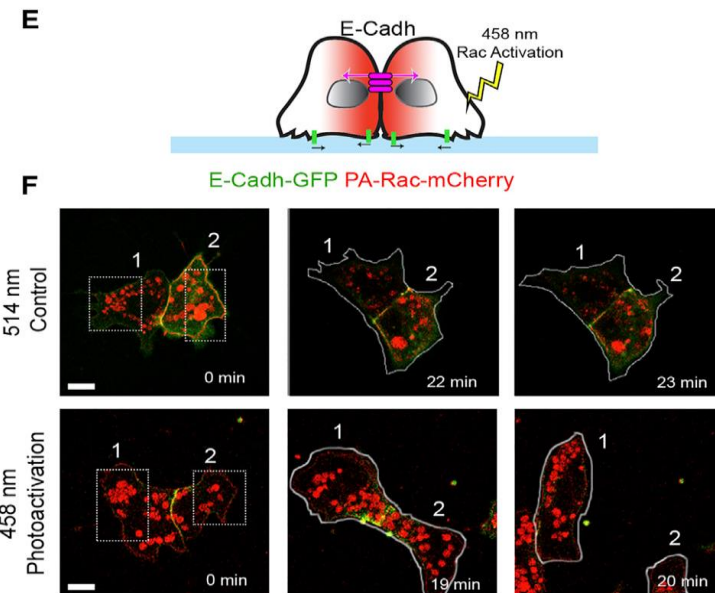 E
E-Cadh
458 nm
Rac Activation
F
E-Cadh-GFP PA-Rac-mCherry
514 nm
Control
1
2
0 min
1
2
22 min
1
2
23 min
458 nm
Photoactivation
1
2
0 min
1
2
19 min
1
2
20 min